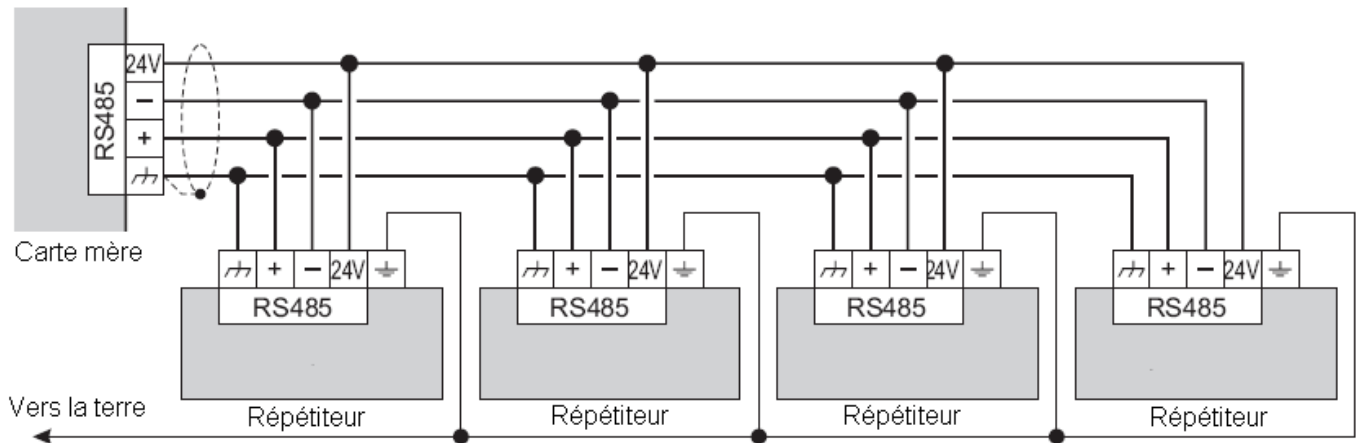 24V
−
+
RS485
Carte mère
+ − 24V
RS485
+ − 24V
RS485
+ − 24V
RS485
+ − 24V
RS485
Vers la terre
Répétiteur
Répétiteur
Répétiteur
Répétiteur